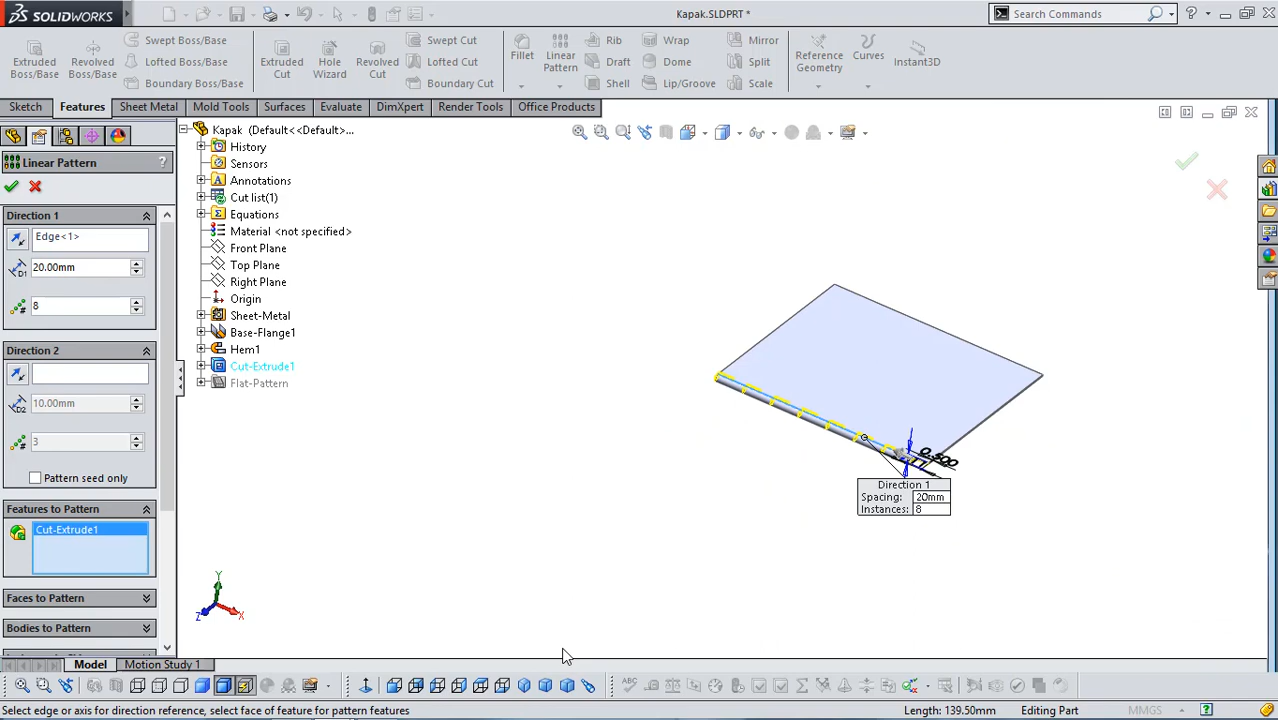 SOLIDWORKS
Kapak.SLDPRT *
Search Commands
Extruded Boss/Base
Revolved Boss/Base
Swept Boss/Base
Lofted Boss/Base
Boundary Boss/Base
Extruded Cut
Hole Wizard
Revolved Cut
Swept Cut
Lofted Cut
Boundary Cut
Fillet
Linear Pattern
Rib
Draft
Shell
Wrap
Dome
Lip/Groove
Mirror
Split
Scale
Reference Geometry
Curves
Instant3D
Sketch
Features
Sheet Metal
Mold Tools
Surfaces
Evaluate
DimXpert
Render Tools
Office Products
Linear Pattern
?
Direction 1
Edge<1>
D1
20.00mm
8
Direction 2
D2
10.00mm
3
Pattern seed only
Features to Pattern
Cut-Extrude1
Faces to Pattern
Bodies to Pattern
Kapak (Default<<Default>...
History
Sensors
Annotations
Cut list(1)
Equations
Material <not specified>
Front Plane
Top Plane
Right Plane
Origin
Sheet-Metal
Base-Flange1
Hem1
Cut-Extrude1
Flat-Pattern
0.500
Direction 1
Spacing: 20mm
Instances: 8
Y
Z
X
Model
Motion Study 1
Select edge or axis for direction reference, select face of feature for pattern features
Length: 139.50mm
Editing Part
MMGS